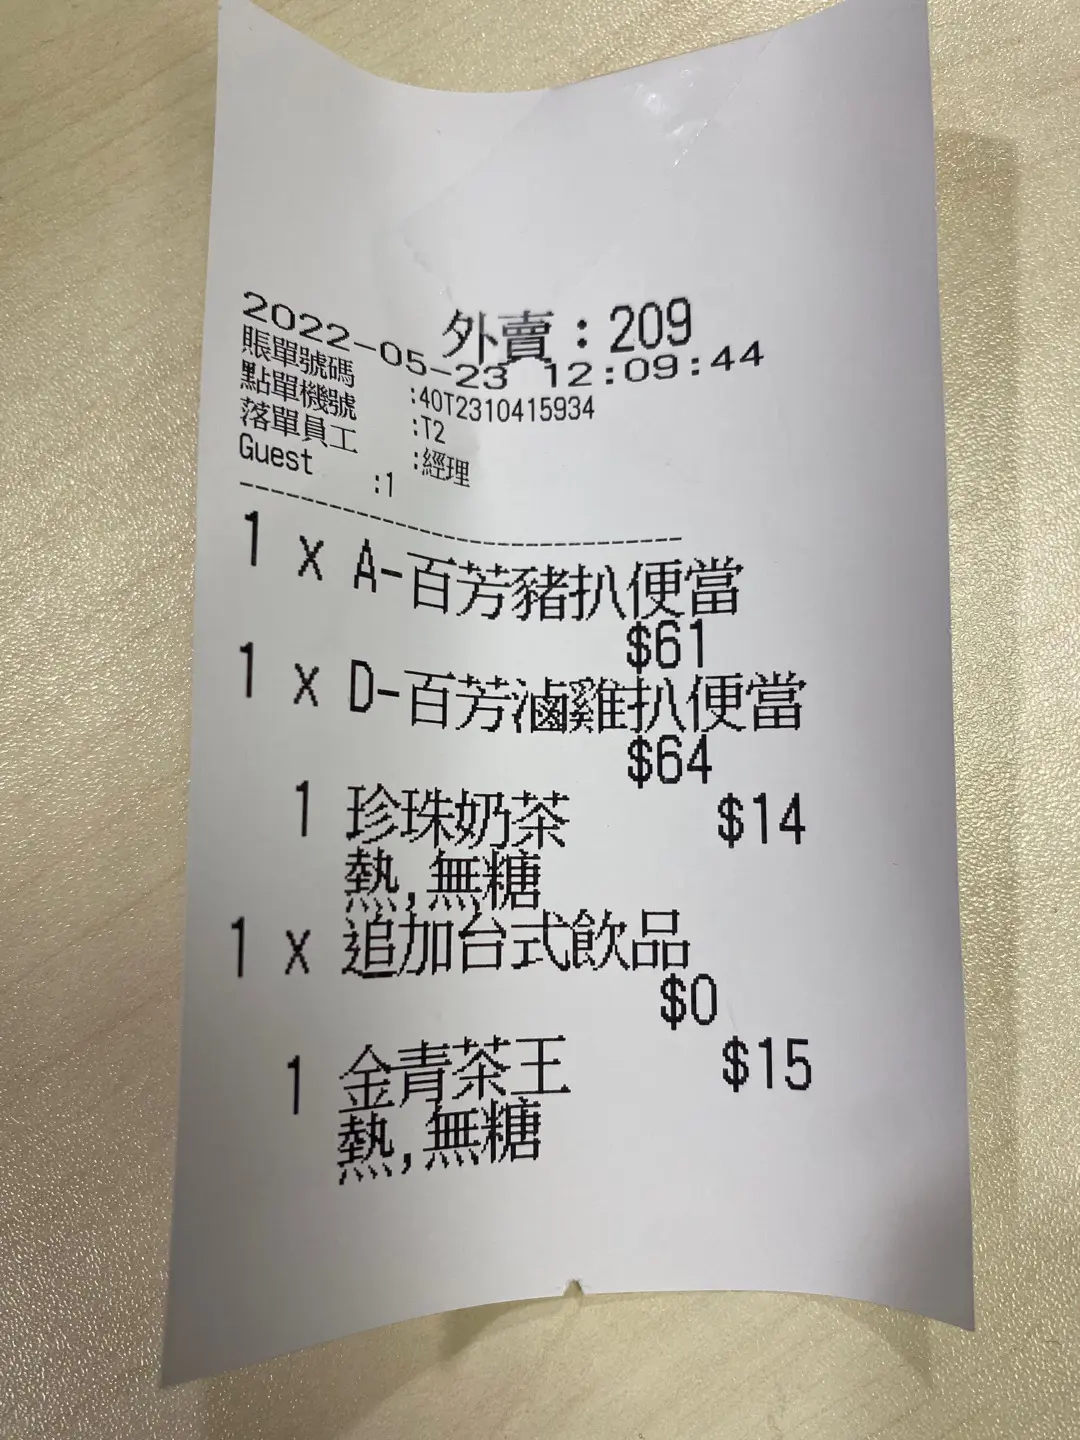 外賣：209
2022-05-23 12:09:44
賬單號碼 :40T2310415934
點單機號 :T2
落單員工 :經理
Guest :1
--------------------------------
1 x A-百芳豬扒便當
$61
1 x D-百芳滷雞扒便當
$64
1 珍珠奶茶 $14
熱,無糖
1 x 追加台式飲品
$0
1 金青茶王 $15
熱,無糖